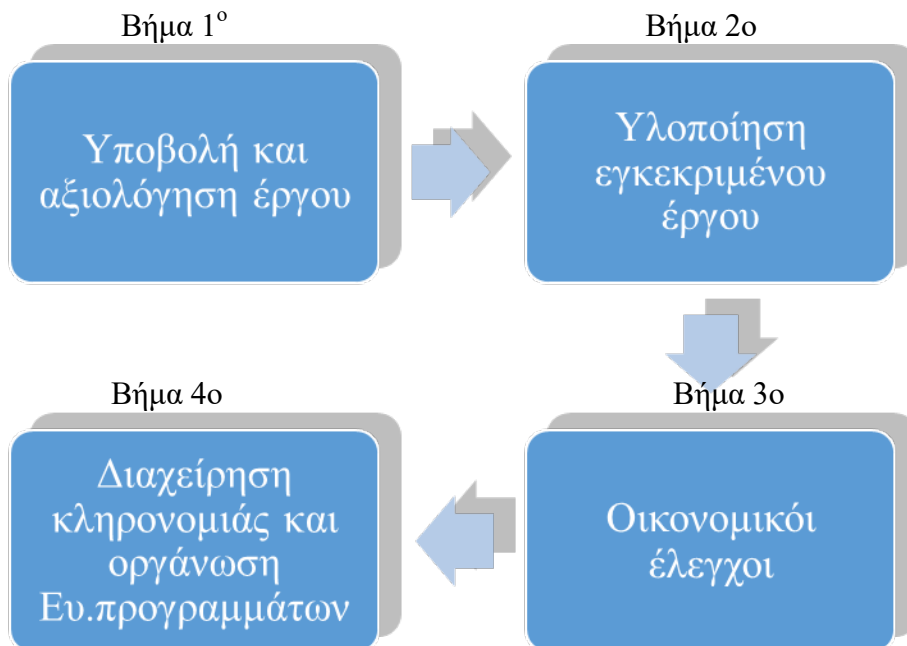 Βήμα 1ο
Υποβολή και
αξιολόγηση έργου
Βήμα 2ο
Υλοποίηση
εγκεκριμένου
έργου
Βήμα 3ο
Οικονομικόι
έλεγχοι
Βήμα 4ο
Διαχείρηση
κληρονομιάς και
οργάνωση
Ευ.προγραμμάτων